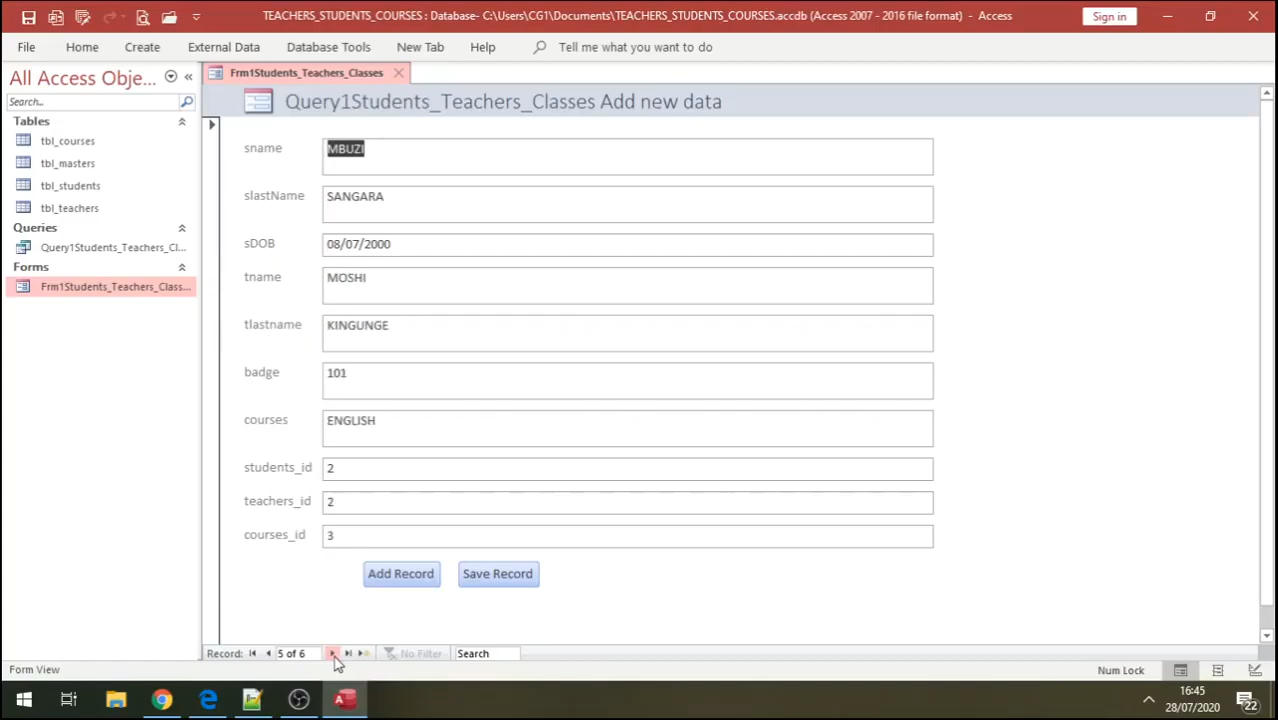 TEACHERS_STUDENTS_COURSES : Database- C:\Users\CG1\Documents\TEACHERS_STUDENTS_COURSES.accdb (Access 2007 - 2016 file format) - Access
Sign in
File Home Create External Data Database Tools New Tab Help Tell me what you want to do
All Access Obje...
Search...
Tables
tbl_courses
tbl_masters
tbl_students
tbl_teachers
Queries
Query1Students_Teachers_Cl...
Forms
Frm1Students_Teachers_Class...
Frm1Students_Teachers_Classes
Query1Students_Teachers_Classes Add new data
sname MBUZI
slastName SANGARA
sDOB 08/07/2000
tname MOSHI
tlastname KINGUNGE
badge 101
courses ENGLISH
students_id 2
teachers_id 2
courses_id 3
Add Record Save Record
Record: 5 of 6 No Filter Search
Form View
Num Lock
16:45
28/07/2020
22